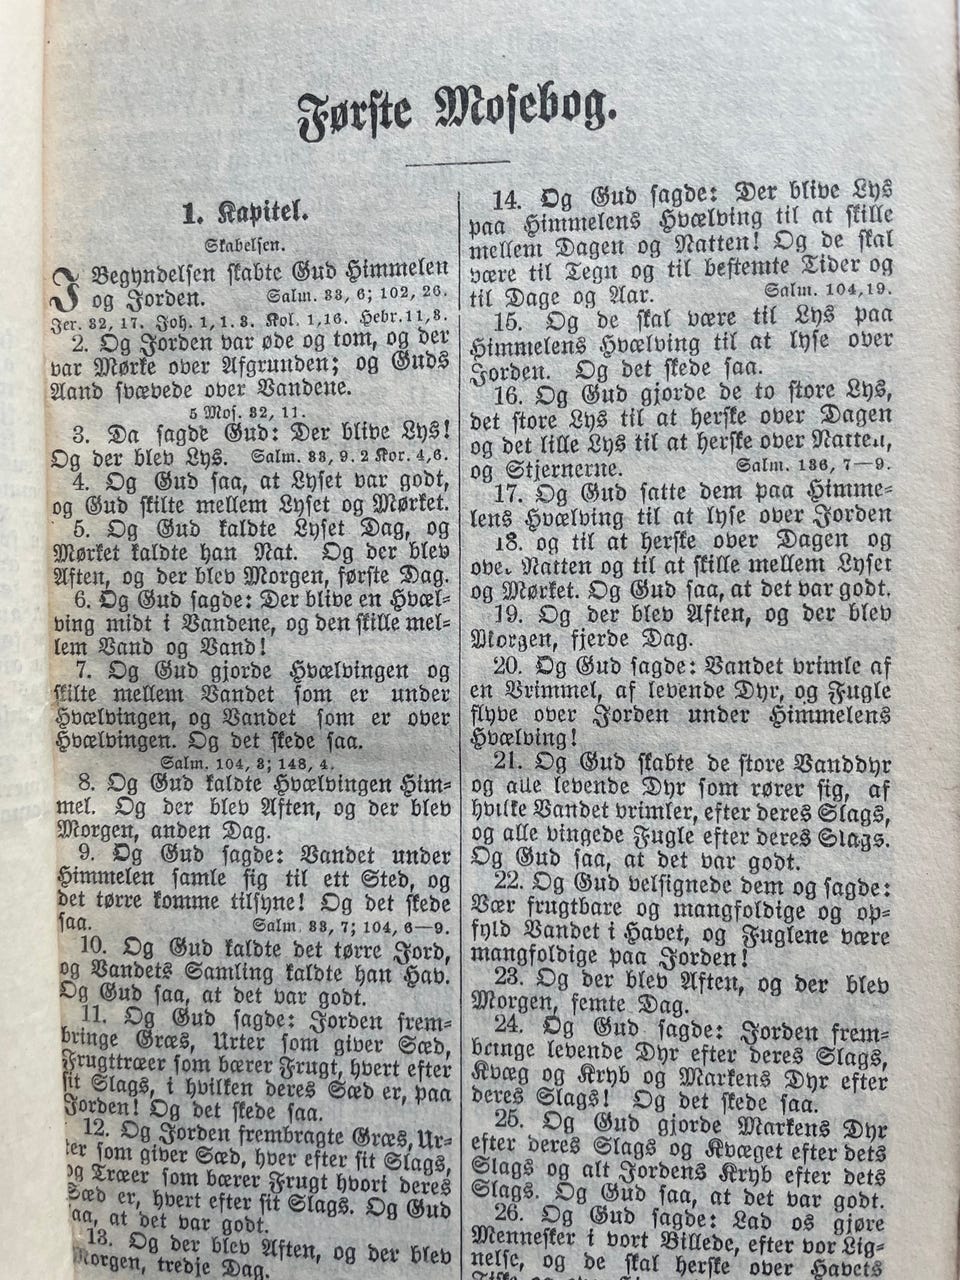 Første Mosebog.
1. Kapitel.
Skabelsen.
I Begyndelsen skabte Gud Himmelen
og Jorden. Salm. 33, 6; 102, 26.
Jer. 32, 17. Joh. 1, 1. 3. Kol. 1,16. Hebr. 11, 3.
2. Og Jorden var øde og tom, og der
var Mørke over Afgrunden; og Guds
Aand svævede over Vandene.
5 Mos. 32, 11.
3. Da sagde Gud: Der blive Lys!
Og der blev Lys. Salm. 33, 9. 2 Kor. 4,6.
4. Og Gud saa, at Lyset var godt,
og Gud skilte mellem Lyset og Mørket.
5. Og Gud kaldte Lyset Dag, og
Mørket kaldte han Nat. Og der blev
Aften, og der blev Morgen, første Dag.
6. Og Gud sagde: Der blive en Hvæl-
ving midt i Vandene, og den skille mel-
lem Vand og Vand!
7. Og Gud gjorde Hvælvingen og
skilte mellem Vandet som er under
Hvælvingen, og Vandet som er over
Hvælvingen. Og det skede saa.
Salm. 104, 3; 148, 4.
8. Og Gud kaldte Hvælvingen Him-
mel. Og der blev Aften, og der blev
Morgen, anden Dag.
9. Og Gud sagde: Vandet under
Himmelen samle sig til ett Sted, og
det tørre komme tilsyne! Og det skede
saa. Salm. 33, 7; 104, 6—9.
10. Og Gud kaldte det tørre Jord,
og Vandets Samling kaldte han Hav.
Og Gud saa, at det var godt.
11. Og Gud sagde: Jorden frem-
bringe Græs, Urter som giver Sæd,
Frugttræer som bærer Frugt, hvert efter
sit Slags, i hvilken deres Sæd er, paa
Jorden! Og det skede saa.
12. Og Jorden frembragte Græs, Ur-
ter som giver Sæd, hver efter sit Slags,
og Træer som bærer Frugt hvori deres
Sæd er, hvert efter sit Slags. Og Gud
saa, at det var godt.
13. Og der blev Aften, og der blev
Morgen, tredje Dag.
14. Og Gud sagde: Der blive Lys
paa Himmelens Hvælving til at skille
mellem Dagen og Natten! Og de skal
være til Tegn og til bestemte Tider og
til Dage og Aar. Salm. 104,19.
15. Og de skal være til Lys paa
Himmelens Hvælving til at lyse over
Jorden. Og det skede saa.
16. Og Gud gjorde de to store Lys,
det store Lys til at herske over Dagen
og det lille Lys til at herske over Natten,
og Stjernerne. Salm. 136, 7—9.
17. Og Gud satte dem paa Himme-
lens Hvælving til at lyse over Jorden
18. og til at herske over Dagen og
over Natten og til at skille mellem Lyset
og Mørket. Og Gud saa, at det var godt.
19. Og der blev Aften, og der blev
Morgen, fjerde Dag.
20. Og Gud sagde: Vandet vrimle af
en Vrimmel, af levende Dyr, og Fugle
flyve over Jorden under Himmelens
Hvælving!
21. Og Gud skabte de store Vanddyr
og alle levende Dyr som rører sig, af
hvilke Vandet vrimler, efter deres Slags,
og alle vingede Fugle efter deres Slags.
Og Gud saa, at det var godt.
22. Og Gud velsignede dem og sagde:
Vær frugtbare og mangfoldige og op-
fyld Vandet i Havet, og Fuglene være
mangfoldige paa Jorden!
23. Og der blev Aften, og der blev
Morgen, femte Dag.
24. Og Gud sagde: Jorden frem-
bringe levende Dyr efter deres Slags,
Kvæg og Kryb og Markens Dyr efter
deres Slags! Og det skede saa.
25. Og Gud gjorde Markens Dyr
efter deres Slags og Kvæget efter dets
Slags og alt Jordens Kryb efter dets
Slags. Og Gud saa, at det var godt.
26. Og Gud sagde: Lad os gjøre
Mennesker i vort Billede, efter vor Lig-
nelse, og de skal herske over Havets